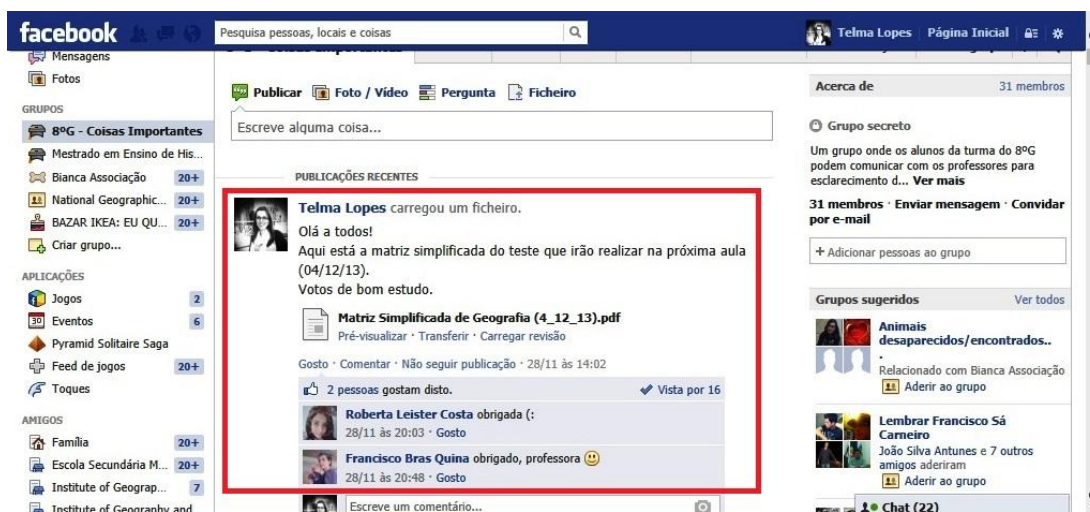 facebook
Pesquisa pessoas, locais e coisas
Telma Lopes
Página Inicial
Mensagens
Fotos
GRUPOS
8ºG - Coisas Importantes
Mestrado em Ensino de His...
Bianca Associação 20+
National Geographic... 20+
BAZAR IKEA: EU QU... 20+
Criar grupo...
APLICAÇÕES
Jogos 2
Eventos 6
Pyramid Solitaire Saga
Feed de jogos 20+
Toques
AMIGOS
Família 20+
Escola Secundária M... 20+
Institute of Geograp... 7
Institute of Geography and
Publicar Foto / Vídeo Pergunta Ficheiro
Escreve alguma coisa...
PUBLICAÇÕES RECENTES
Telma Lopes carregou um ficheiro.
Olá a todos!
Aqui está a matriz simplificada do teste que irão realizar na próxima aula
(04/12/13).
Votos de bom estudo.
Matriz Simplificada de Geografia (4_12_13).pdf
Pré-visualizar · Transferir · Carregar revisão
Gosto · Comentar · Não seguir publicação · 28/11 às 14:02
2 pessoas gostam disto. Vista por 16
Roberta Leister Costa obrigada (:
28/11 às 20:03 · Gosto
Francisco Bras Quina obrigado, professora
28/11 às 20:48 · Gosto
Escreve um comentário...
Acerca de 31 membros
Grupo secreto
Um grupo onde os alunos da turma do 8ºG
podem comunicar com os professores para
esclarecimento d... Ver mais
31 membros · Enviar mensagem · Convidar
por e-mail
+ Adicionar pessoas ao grupo
Grupos sugeridos Ver todos
Animais
desaparecidos/encontrados..
.
Relacionado com Bianca Associação
Aderir ao grupo
Lembrar Francisco Sá
Carneiro
João Silva Antunes e 7 outros
amigos aderiram
Aderir ao grupo
Chat (22)